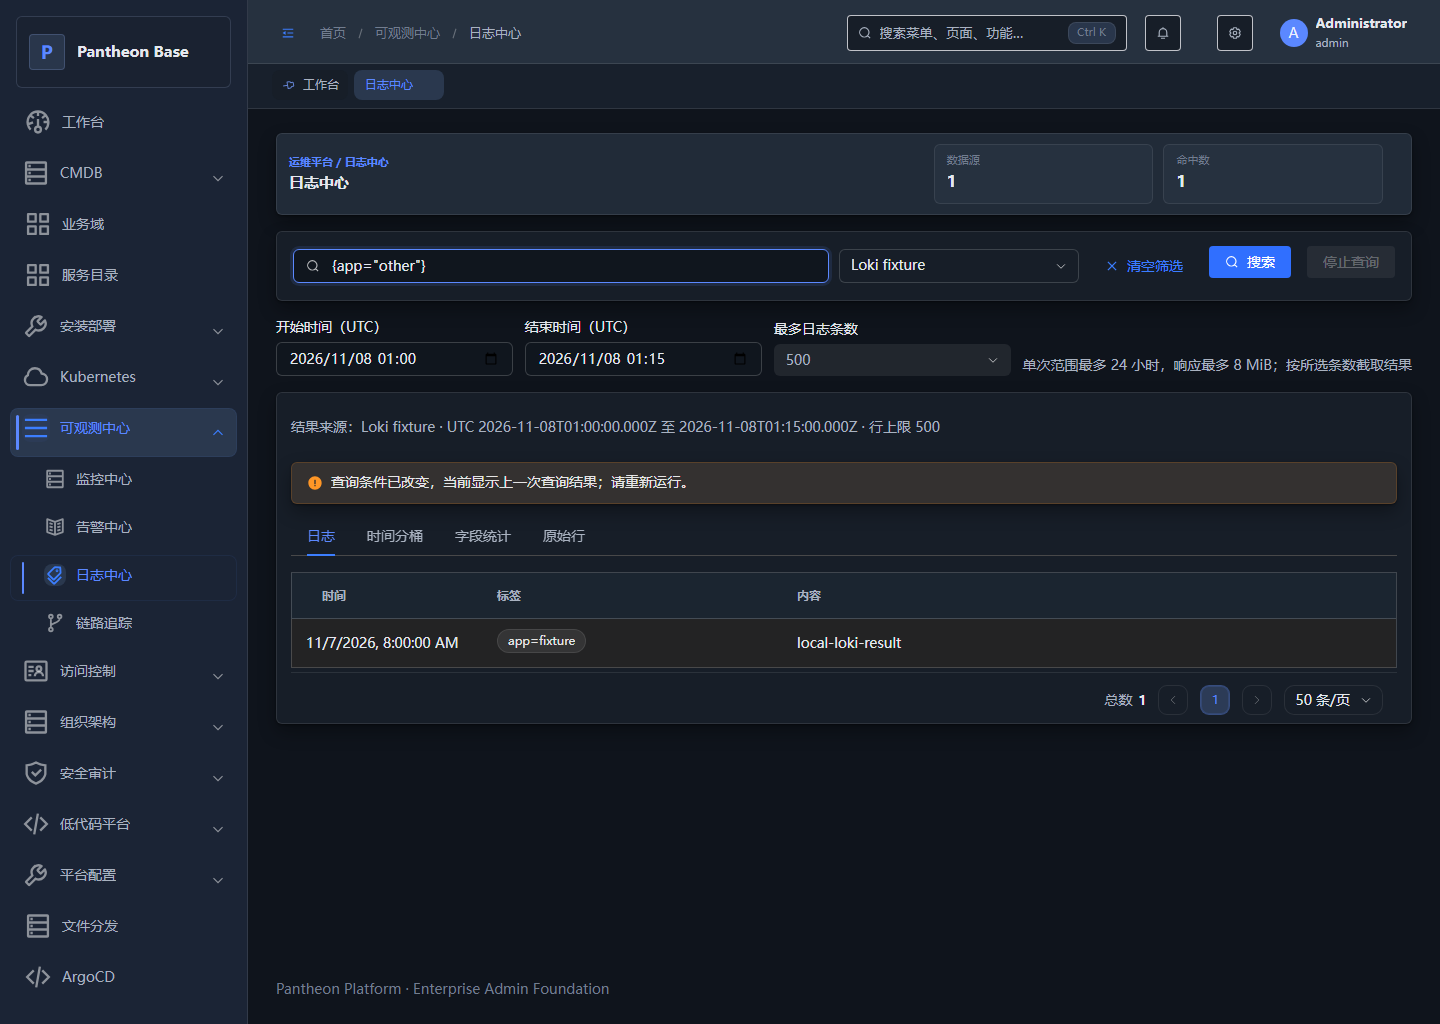 P
Pantheon Base
工作台
CMDB
业务域
服务目录
安装部署
Kubernetes
可观测中心
监控中心
告警中心
日志中心
链路追踪
访问控制
组织架构
安全审计
低代码平台
平台配置
文件分发
ArgoCD
首页 / 可观测中心 / 日志中心
搜索菜单、页面、功能... Ctrl K
A
Administrator
admin
工作台 日志中心
运维平台 / 日志中心
日志中心
数据源
1
命中数
1
{app="other"}
Loki fixture
清空筛选
搜索
停止查询
开始时间（UTC）
2026/11/08 01:00
结束时间（UTC）
2026/11/08 01:15
最多日志条数
500
单次范围最多 24 小时，响应最多 8 MiB；按所选条数截取结果
结果来源：Loki fixture · UTC 2026-11-08T01:00:00.000Z 至 2026-11-08T01:15:00.000Z · 行上限 500
查询条件已改变，当前显示上一次查询结果；请重新运行。
日志 时间分桶 字段统计 原始行
时间 标签 内容
11/7/2026, 8:00:00 AM app=fixture local-loki-result
总数 1 1 50 条/页
Pantheon Platform · Enterprise Admin Foundation